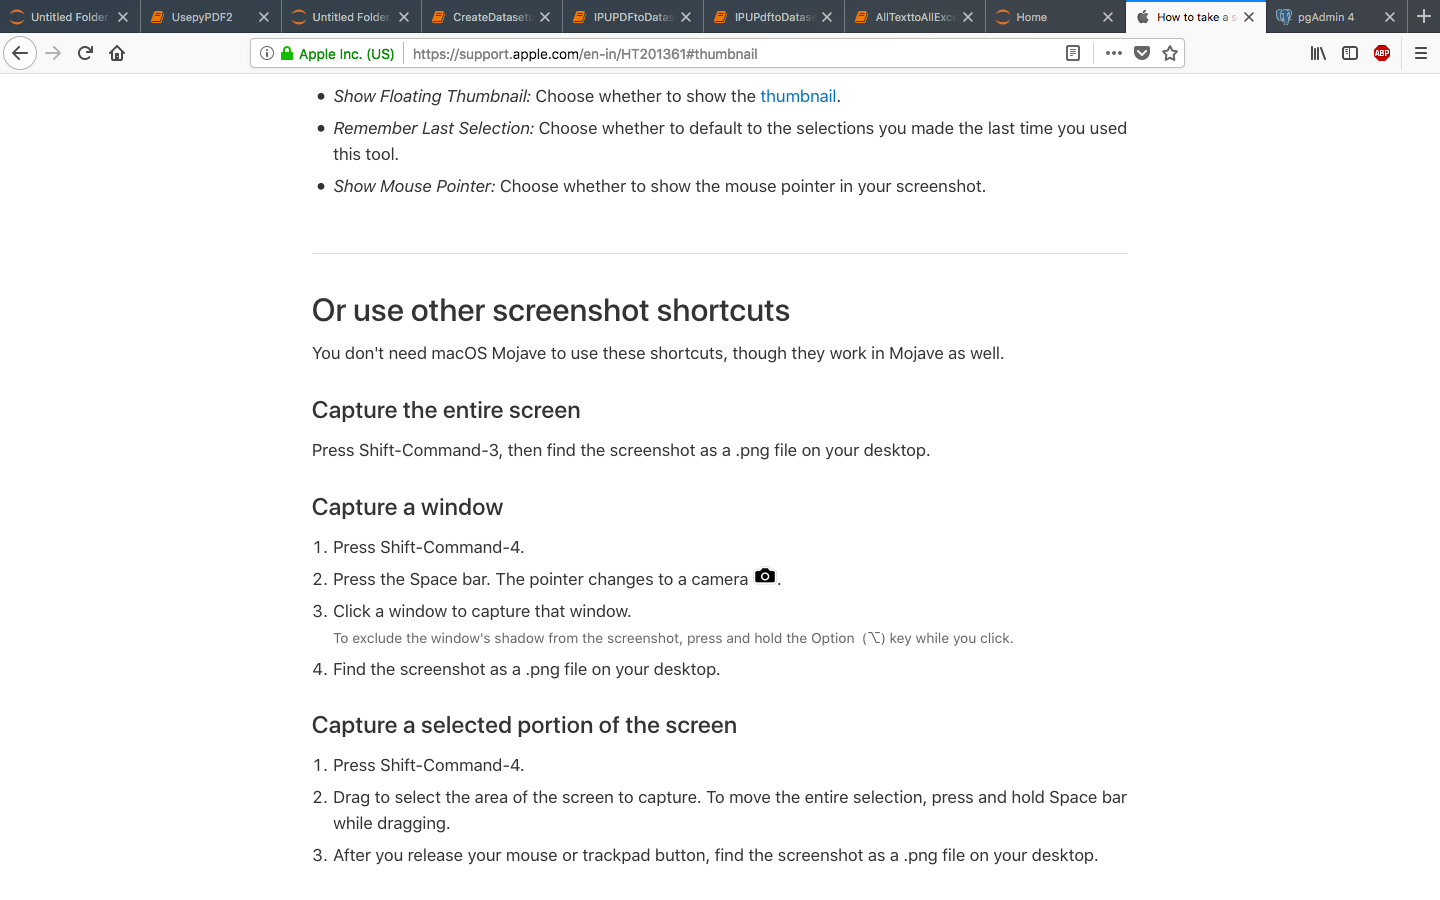 Untitled Folder
UsepyPDF2
Untitled Folder
CreateDatasetu
IPUPDFtoDatas
IPUPdftoDatase
AllTexttoAllExce
Home
How to take a s
pgAdmin 4
Apple Inc. (US)
https://support.apple.com/en-in/HT201361#thumbnail
ABP
• Show Floating Thumbnail: Choose whether to show the thumbnail.
• Remember Last Selection: Choose whether to default to the selections you made the last time you used
this tool.
• Show Mouse Pointer: Choose whether to show the mouse pointer in your screenshot.
Or use other screenshot shortcuts
You don't need macOS Mojave to use these shortcuts, though they work in Mojave as well.
Capture the entire screen
Press Shift-Command-3, then find the screenshot as a .png file on your desktop.
Capture a window
1. Press Shift-Command-4.
2. Press the Space bar. The pointer changes to a camera .
3. Click a window to capture that window.
To exclude the window's shadow from the screenshot, press and hold the Option (⌥) key while you click.
4. Find the screenshot as a .png file on your desktop.
Capture a selected portion of the screen
1. Press Shift-Command-4.
2. Drag to select the area of the screen to capture. To move the entire selection, press and hold Space bar
while dragging.
3. After you release your mouse or trackpad button, find the screenshot as a .png file on your desktop.